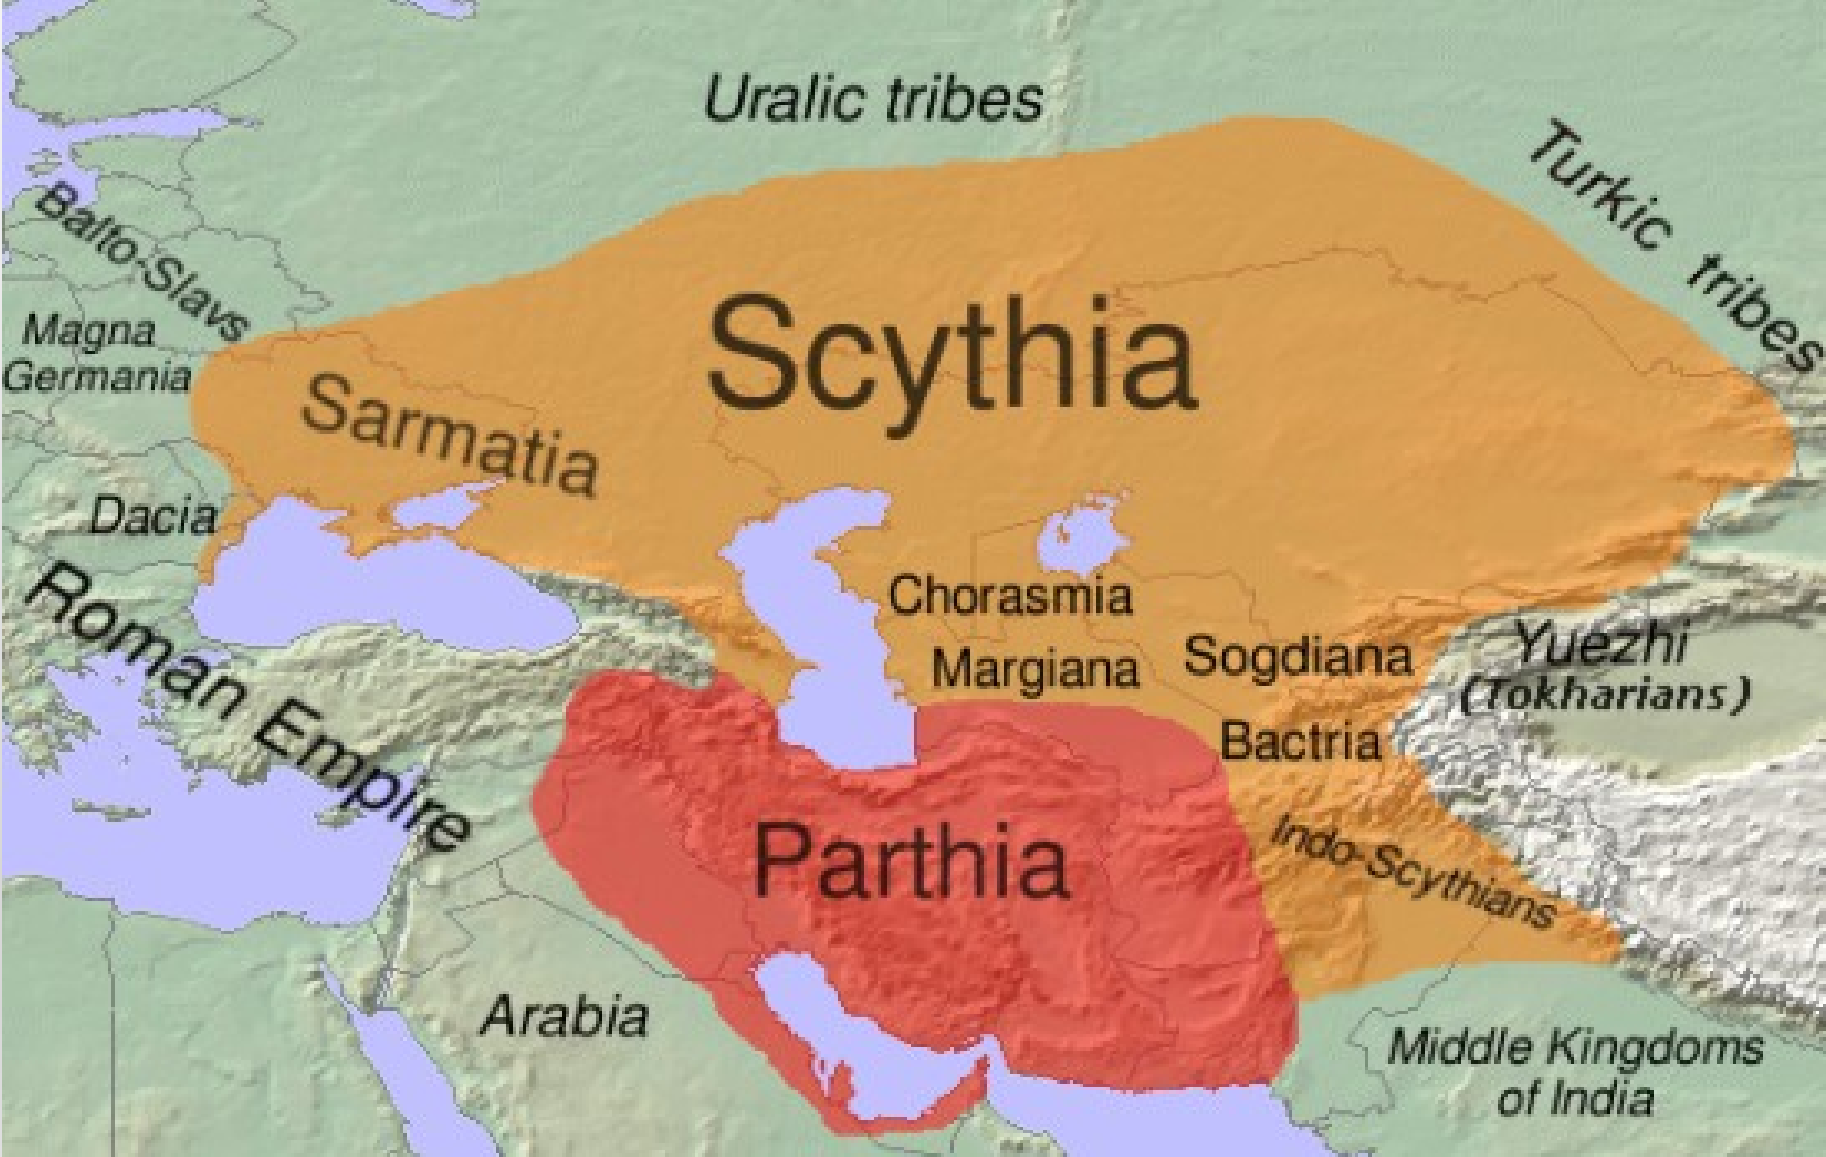 Uralic tribes
Turkic tribes
Balto-Slavs
Magna
Germania
Scythia
Sarmatia
Dacia
Roman Empire
Chorasmia
Margiana
Sogdiana
Yuezhi
(Tokharians)
Bactria
Parthia
Indo-Scythians
Arabia
Middle Kingdoms
of India